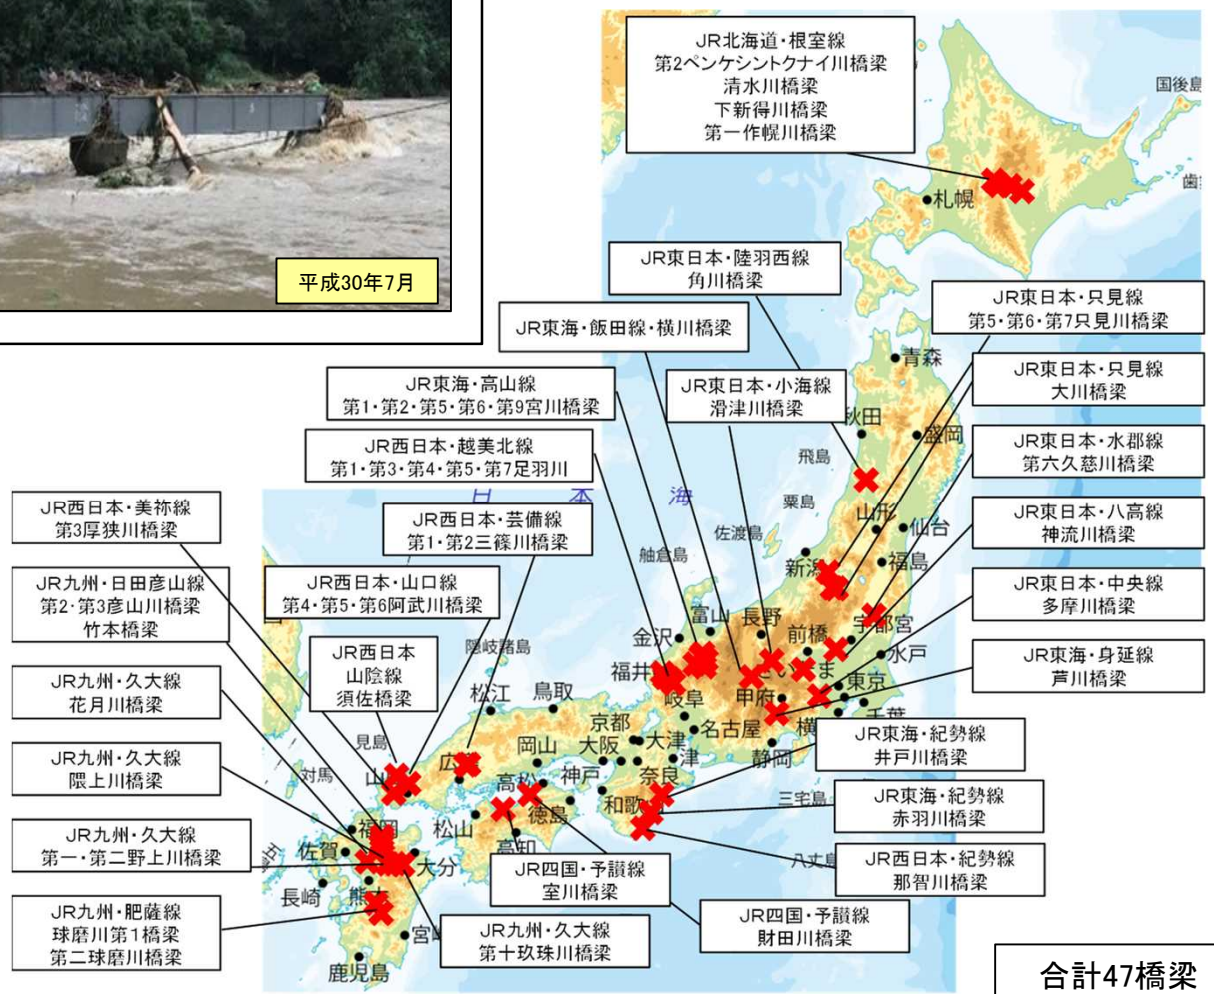 平成30年7月
JR北海道・根室線
第2ペンケシントクナイ川橋梁
清水川橋梁
下新得川橋梁
第一作幌川橋梁
国後島
札幌
JR東日本・陸羽西線
角川橋梁
JR東日本・只見線
第5・第6・第7只見川橋梁
JR東海・飯田線・横川橋梁
青森
JR東日本・只見線
大川橋梁
JR東海・高山線
第1・第2・第5・第6・第9宮川橋梁
JR東日本・小海線
滑津川橋梁
秋田
盛岡
JR西日本・越美北線
第1・第3・第4・第5・第7足羽川
JR東日本・水郡線
第六久慈川橋梁
飛島
日本海
粟島
JR西日本・美祢線
第3厚狭川橋梁
JR西日本・芸備線
第1・第2三篠川橋梁
山形
仙台
JR東日本・八高線
神流川橋梁
佐渡島
舳倉島
新潟
福島
JR九州・日田彦山線
第2・第3彦山川橋梁
竹本橋梁
JR西日本・山口線
第4・第5・第6阿武川橋梁
JR東日本・中央線
多摩川橋梁
富山
長野
前橋
宇都宮
金沢
隠岐諸島
JR西日本
山陰線
須佐橋梁
水戸
JR東海・身延線
芦川橋梁
福井
JR九州・久大線
花月川橋梁
松江
鳥取
甲府
東京
岐阜
千葉
京都
大津
名古屋
横
JR東海・紀勢線
井戸川橋梁
見島
岡山
大阪
津
静岡
JR九州・久大線
隈上川橋梁
対馬
山
広
高松
神戸
奈良
和歌山
三宅島
JR東海・紀勢線
赤羽川橋梁
徳島
福岡
松山
高知
JR九州・久大線
第一・第二野上川橋梁
佐賀
大分
八丈島
JR西日本・紀勢線
那智川橋梁
JR四国・予讃線
室川橋梁
長崎
熊本
JR九州・肥薩線
球磨川第1橋梁
第二球磨川橋梁
JR四国・予讃線
財田川橋梁
宮
JR九州・久大線
第十玖珠川橋梁
鹿児島
合計47橋梁